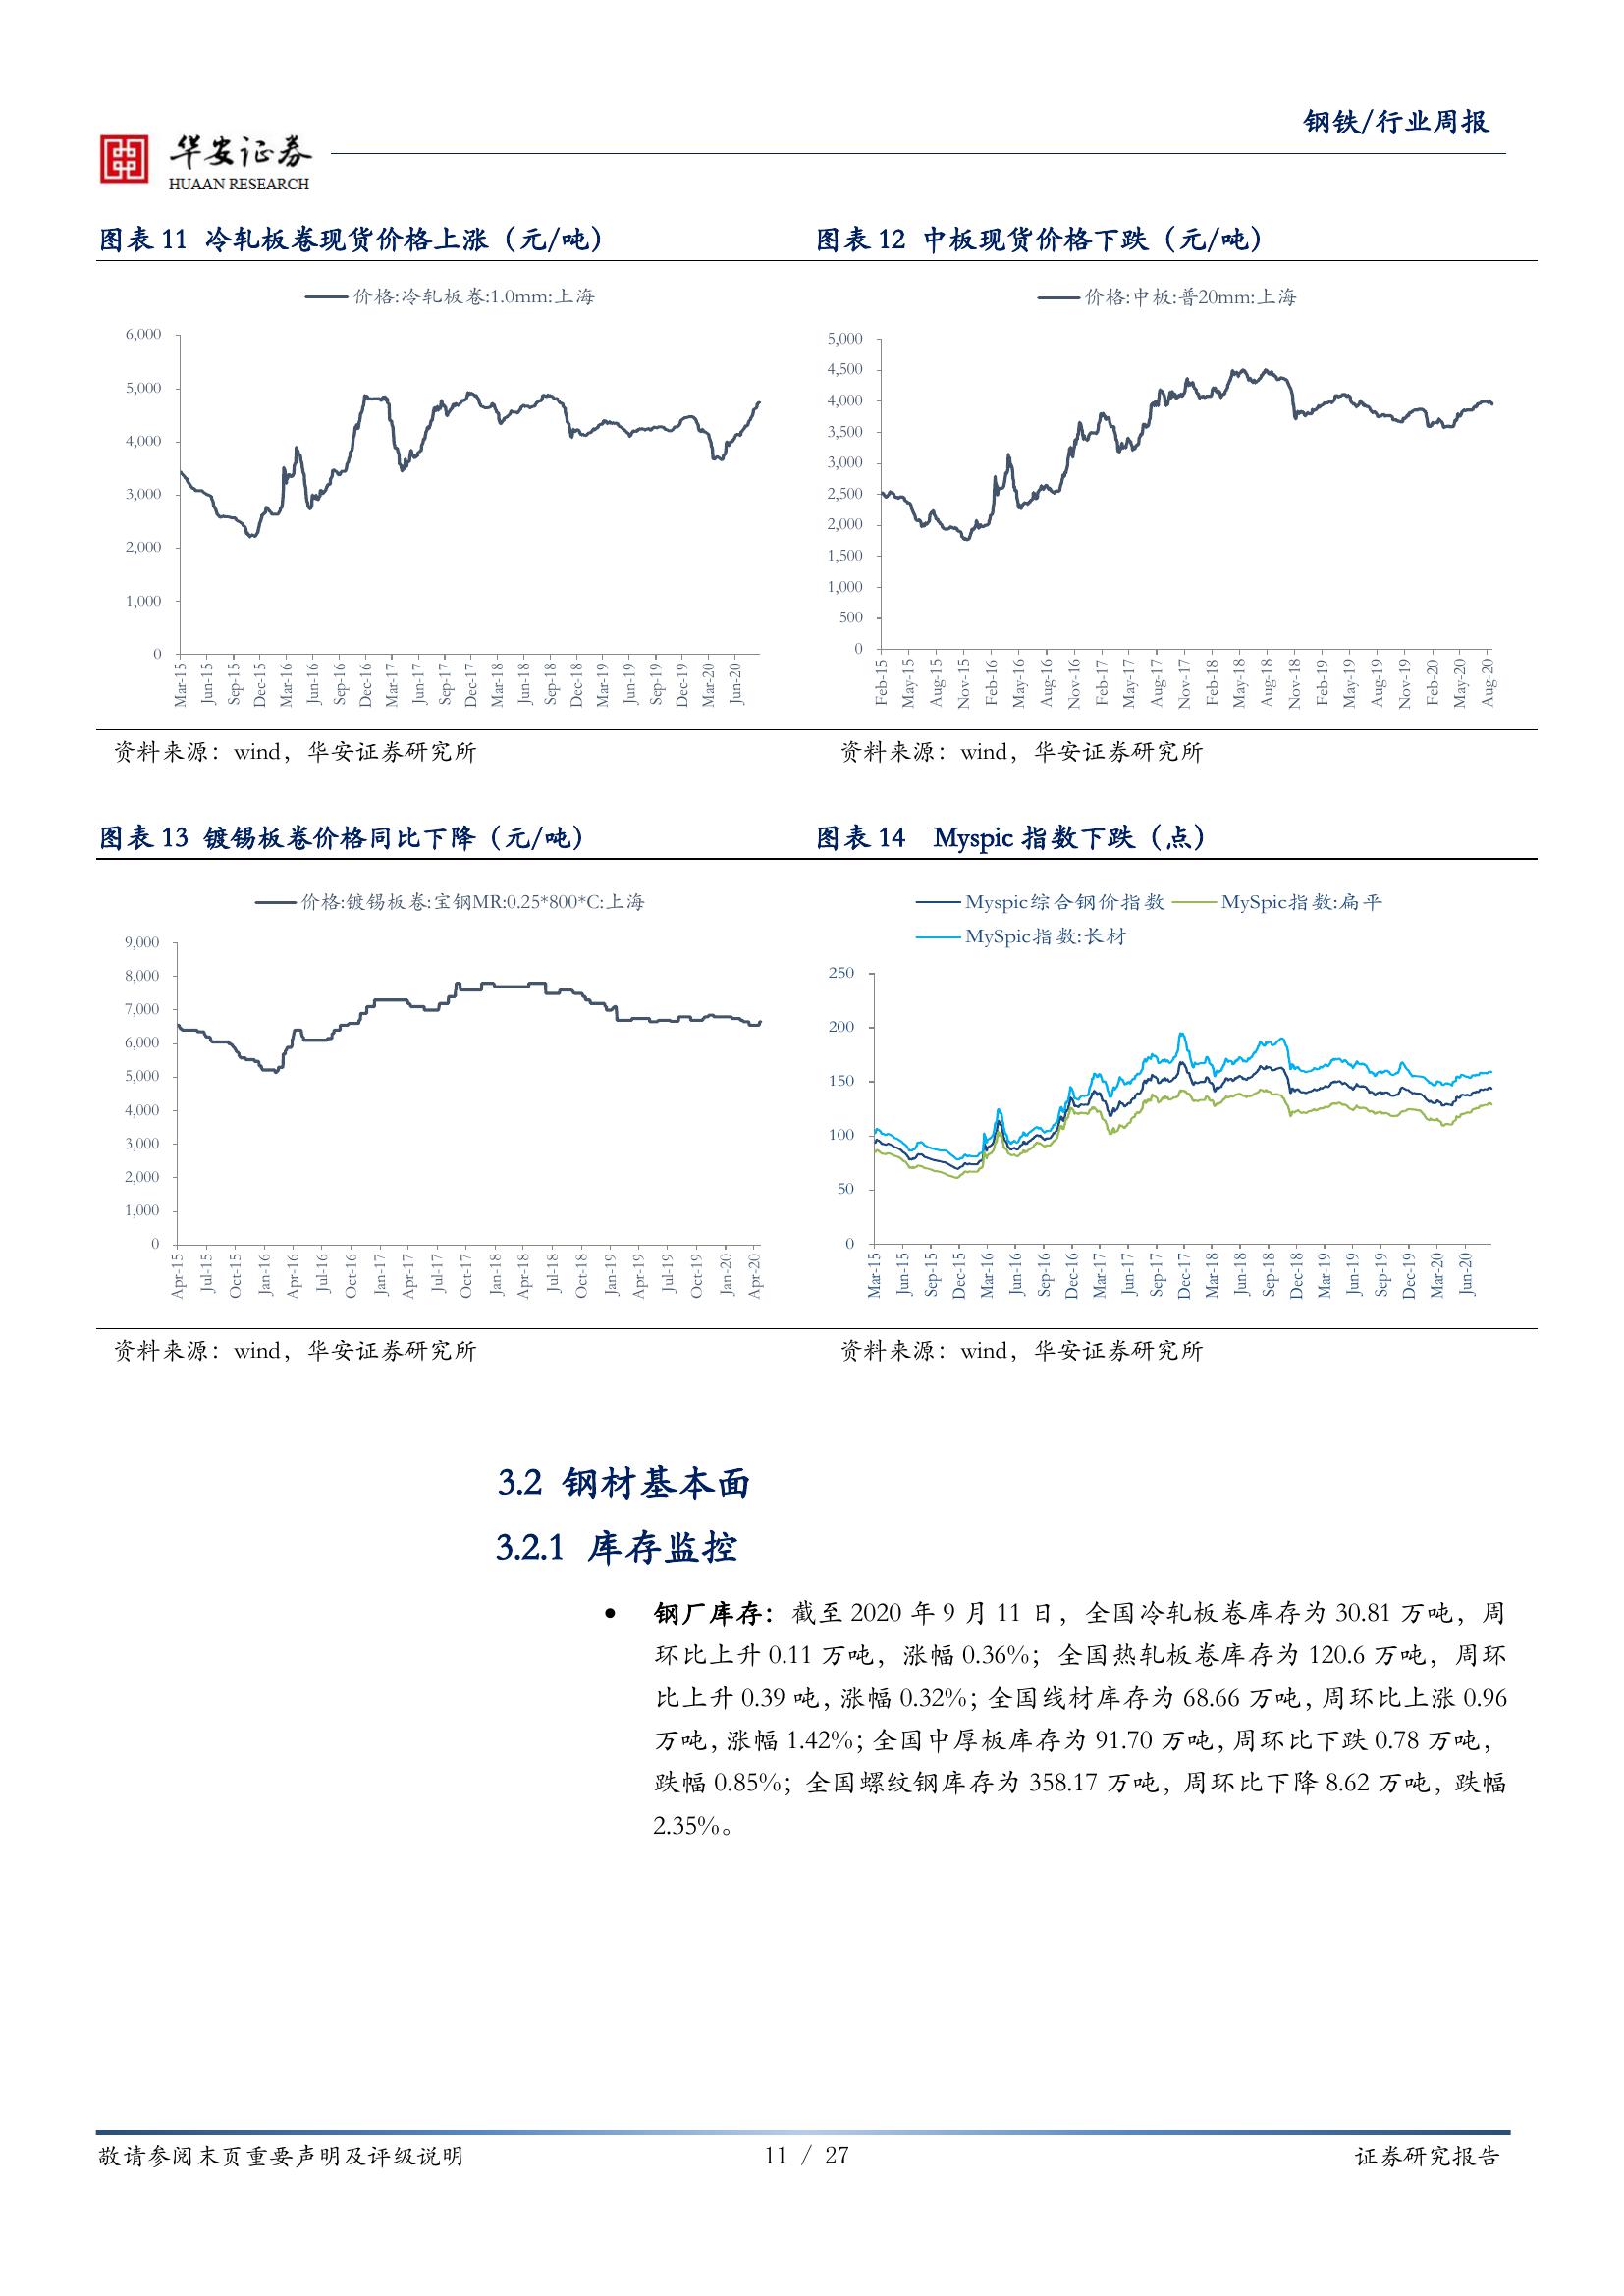 钢铁/行业周报
华安证券
HUAAN RESEARCH
图表 11 冷轧板卷现货价格上涨（元/吨）
价格:冷轧板卷:1.0mm:上海
6,000
5,000
4,000
3,000
2,000
1,000
0
Mar-15 Jun-15 Sep-15 Dec-15 Mar-16 Jun-16 Sep-16 Dec-16 Mar-17 Jun-17 Sep-17 Dec-17 Mar-18 Jun-18 Sep-18 Dec-18 Mar-19 Jun-19 Sep-19 Dec-19 Mar-20 Jun-20
资料来源：wind，华安证券研究所
图表 12 中板现货价格下跌（元/吨）
价格:中板:普20mm:上海
5,000
4,500
4,000
3,500
3,000
2,500
2,000
1,500
1,000
500
0
Feb-15 May-15 Aug-15 Nov-15 Feb-16 May-16 Aug-16 Nov-16 Feb-17 May-17 Aug-17 Nov-17 Feb-18 May-18 Aug-18 Nov-18 Feb-19 May-19 Aug-19 Nov-19 Feb-20 May-20 Aug-20
资料来源：wind，华安证券研究所
图表 13 镀锡板卷价格同比下降（元/吨）
价格:镀锡板卷:宝钢MR:0.25*800*C:上海
9,000
8,000
7,000
6,000
5,000
4,000
3,000
2,000
1,000
0
Apr-15 Jul-15 Oct-15 Jan-16 Apr-16 Jul-16 Oct-16 Jan-17 Apr-17 Jul-17 Oct-17 Jan-18 Apr-18 Jul-18 Oct-18 Jan-19 Apr-19 Jul-19 Oct-19 Jan-20 Apr-20
资料来源：wind，华安证券研究所
图表 14 Myspic 指数下跌（点）
Myspic综合钢价指数 MySpic指数:扁平
MySpic指数:长材
250
200
150
100
50
0
Mar-15 Jun-15 Sep-15 Dec-15 Mar-16 Jun-16 Sep-16 Dec-16 Mar-17 Jun-17 Sep-17 Dec-17 Mar-18 Jun-18 Sep-18 Dec-18 Mar-19 Jun-19 Sep-19 Dec-19 Mar-20 Jun-20
资料来源：wind，华安证券研究所
3.2 钢材基本面
3.2.1 库存监控
● 钢厂库存：截至 2020 年 9 月 11 日，全国冷轧板卷库存为 30.81 万吨，周
环比上升 0.11 万吨，涨幅 0.36%；全国热轧板卷库存为 120.6 万吨，周环
比上升 0.39 吨，涨幅 0.32%；全国线材库存为 68.66 万吨，周环比上涨 0.96
万吨，涨幅 1.42%；全国中厚板库存为 91.70 万吨，周环比下跌 0.78 万吨，
跌幅 0.85%；全国螺纹钢库存为 358.17 万吨，周环比下降 8.62 万吨，跌幅
2.35%。
敬请参阅末页重要声明及评级说明
11 / 27
证券研究报告